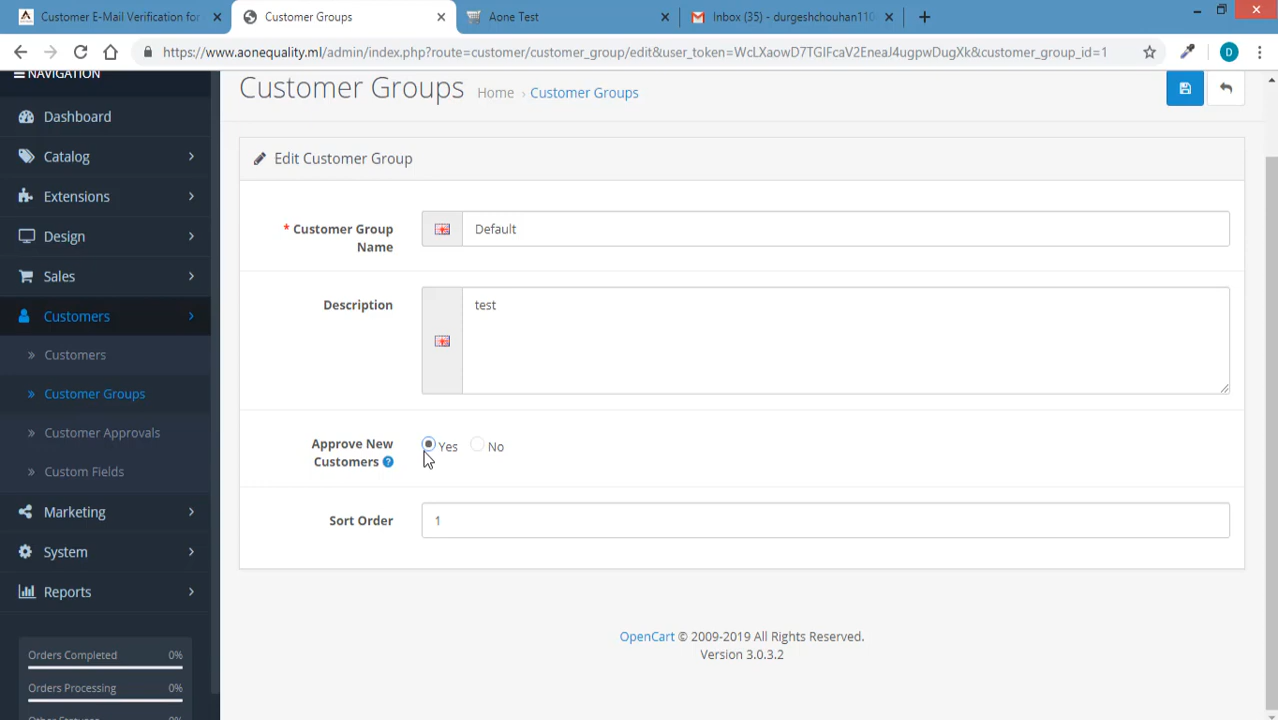 Customer E-Mail Verification for
Customer Groups
Aone Test
Inbox (35) - durgeshchouhan110
https://www.aonequality.ml/admin/index.php?route=customer/customer_group/edit&user_token=WcLXaowD7TGIFcaV2EneaJ4ugpwDugXk&customer_group_id=1
D
NAVIGATION
Customer Groups
Home › Customer Groups
Dashboard
Catalog
Extensions
Design
Sales
Customers
» Customers
» Customer Groups
» Customer Approvals
» Custom Fields
Marketing
System
Reports
Orders Completed 0%
Orders Processing 0%
Edit Customer Group
* Customer Group Name
Default
Description
test
Approve New Customers ?
Yes No
Sort Order
1
OpenCart © 2009-2019 All Rights Reserved.
Version 3.0.3.2